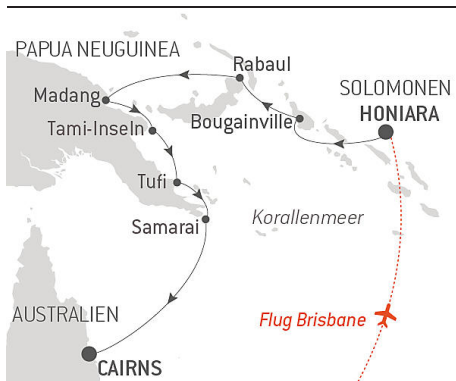 PAPUA NEUGUINEA
Rabaul
Madang
SOLOMONEN
HONIARA
Tami-Inseln
Bougainville
Tufi
Samarai
Korallenmeer
AUSTRALIEN
Flug Brisbane
CAIRNS